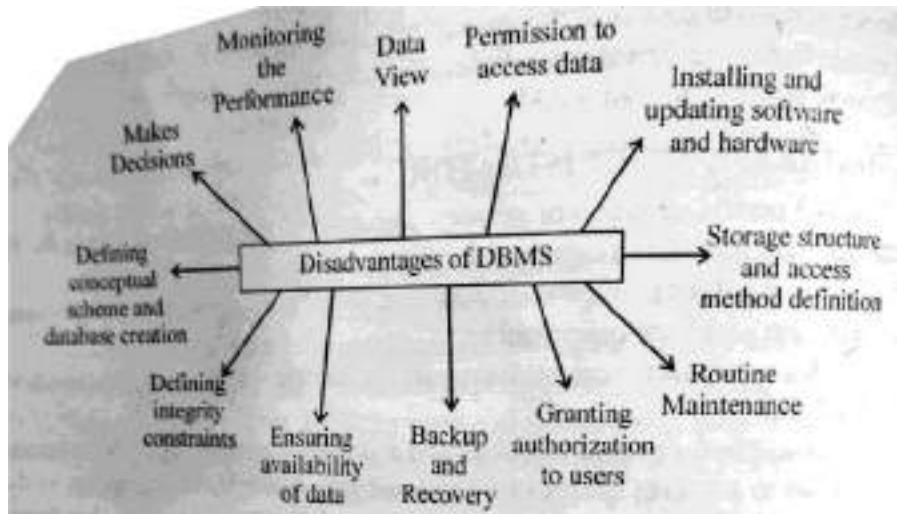 Monitoring
the
Performance
Data
View
Permission to
access data
Installing and
updating software
and hardware
Makes
Decisions
Disadvantages of DBMS
Storage structure
and access
method definition
Defining
conceptual
scheme and
database creation
Defining
integrity
constraints
Ensuring
availability
of data
Backup
and
Recovery
Granting
authorization
to users
Routine
Maintenance